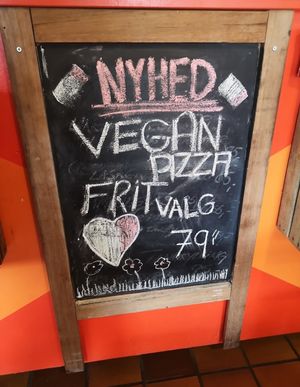 NYHED
VEGAN
PIZZA
FRIT VALG
79"